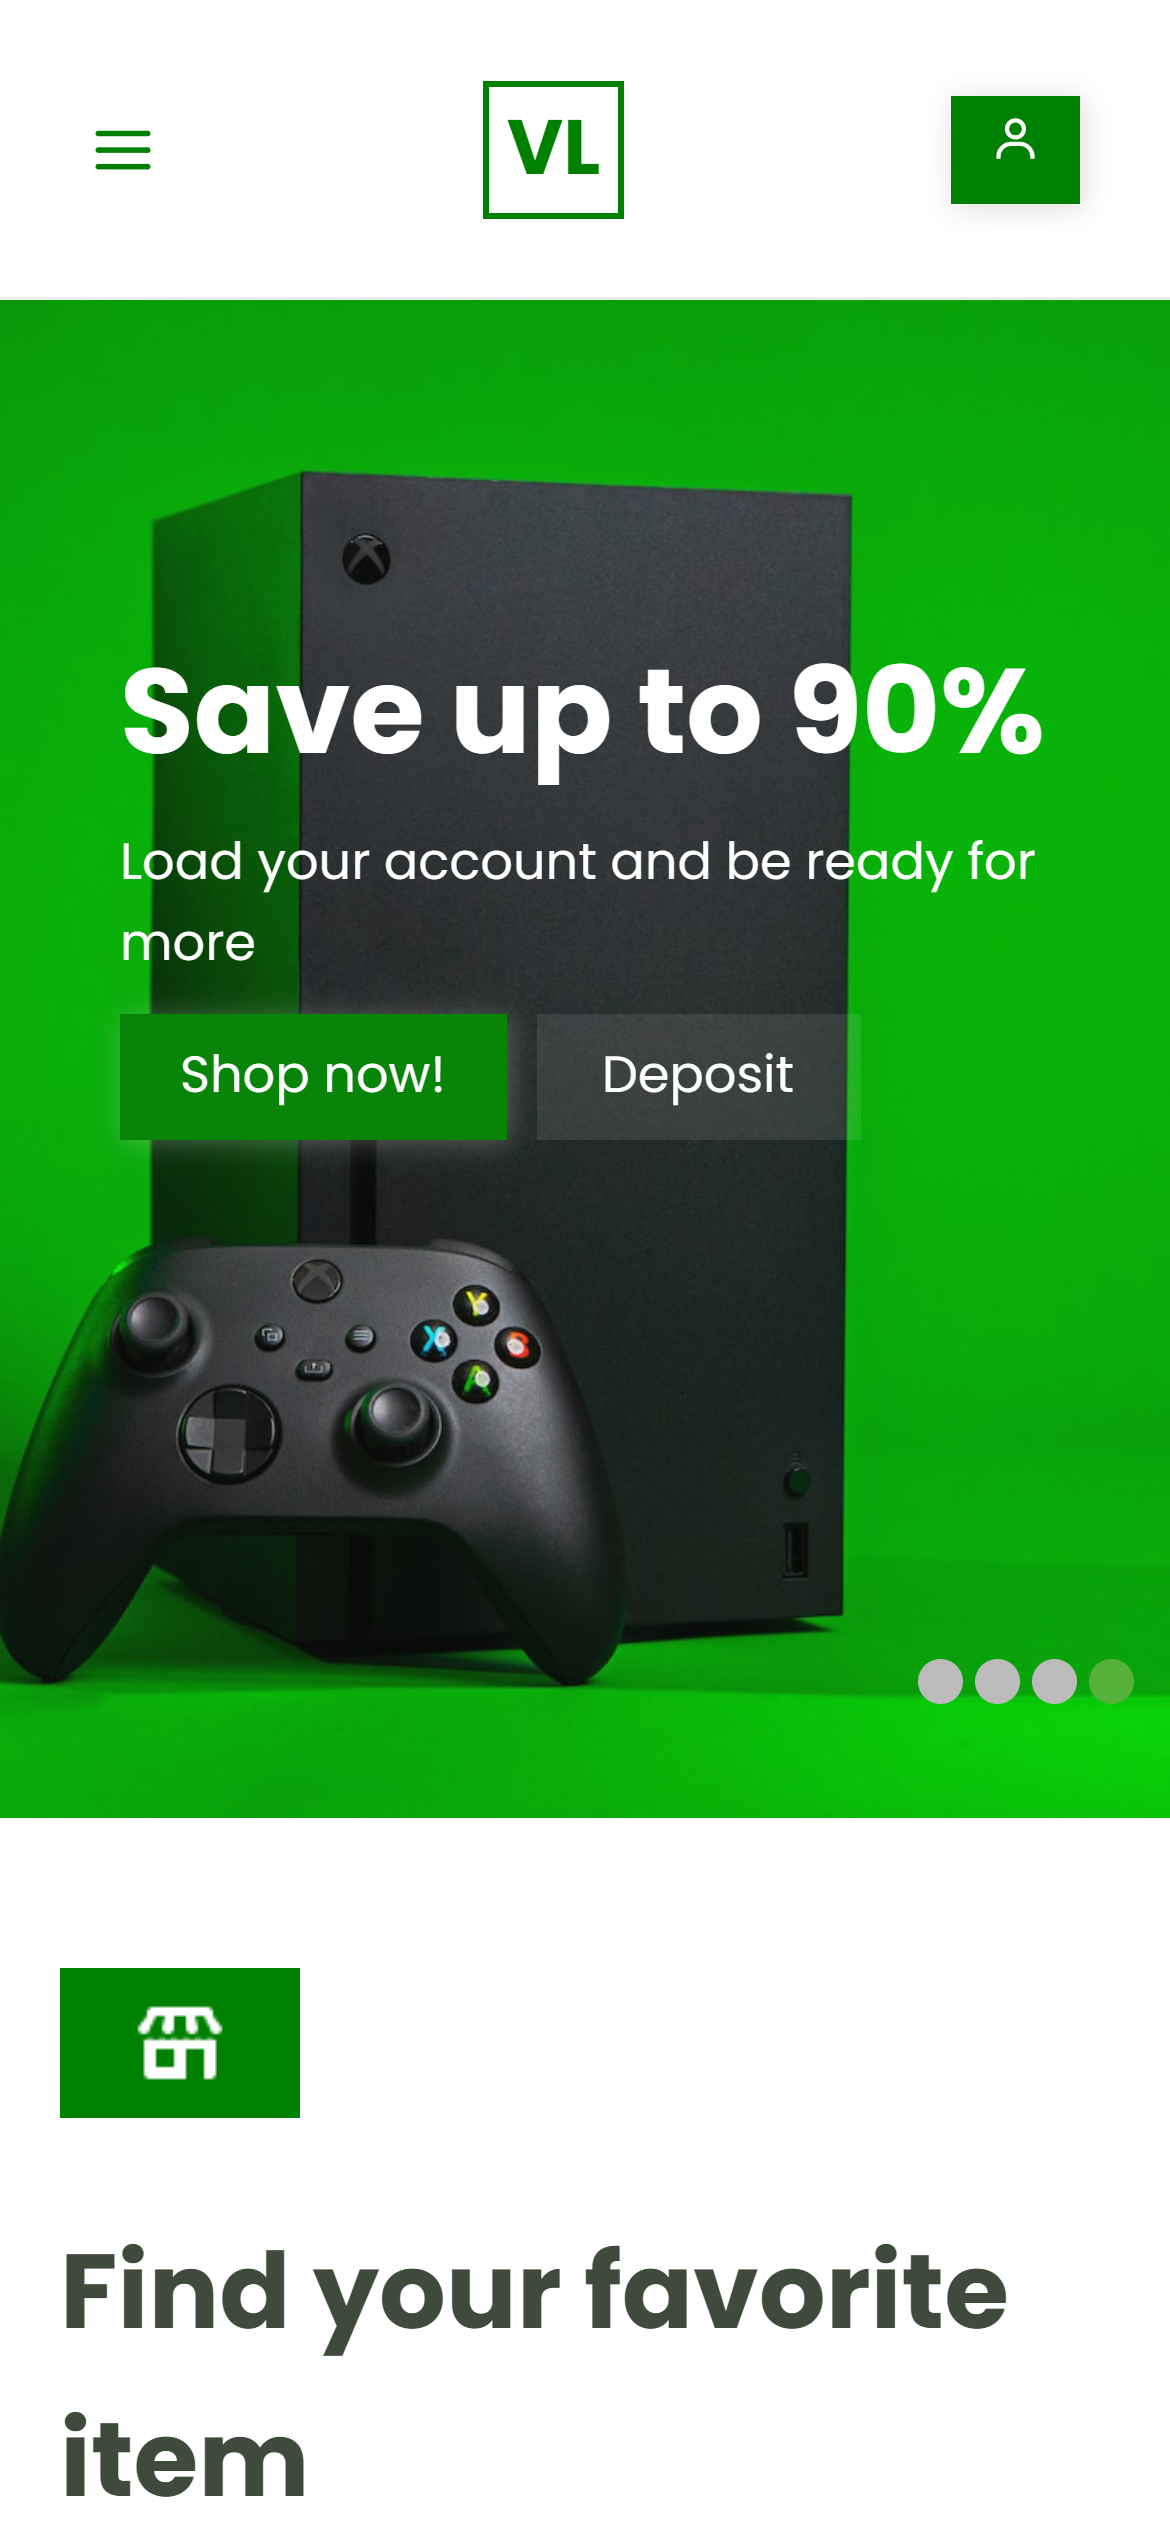 VL
Save up to 90%
Load your account and be ready for
more
Shop now!
Deposit
Y
X
B
A
Find your favorite
item